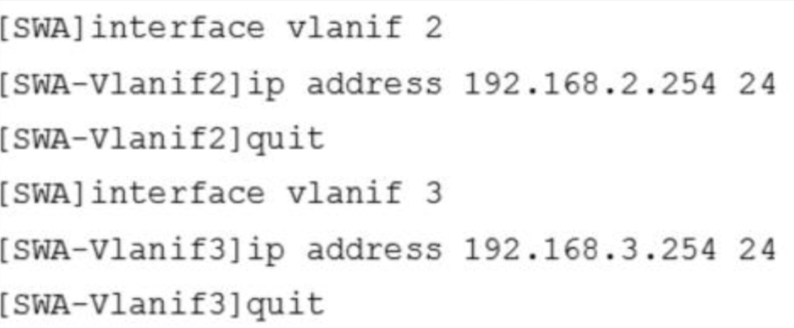 [SWA]interface vlanif 2
[SWA-Vlanif2]ip address 192.168.2.254 24
[SWA-Vlanif2]quit
[SWA]interface vlanif 3
[SWA-Vlanif3]ip address 192.168.3.254 24
[SWA-Vlanif3]quit